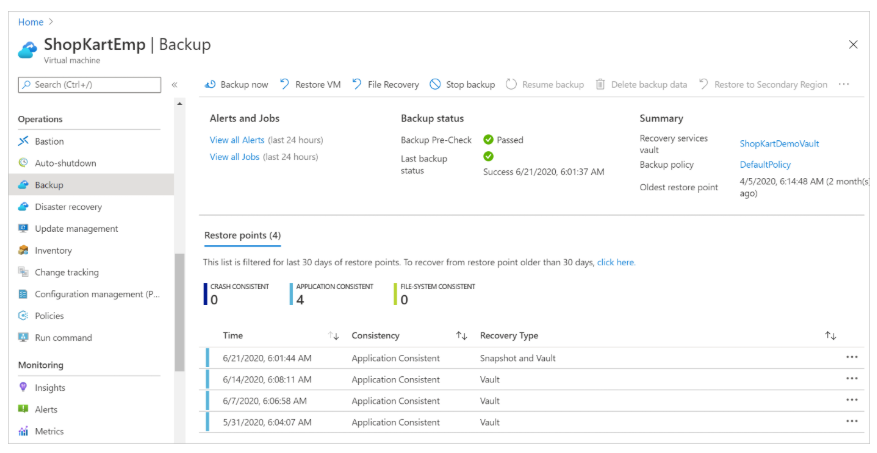 Home >
ShopKartEmp | Backup
Virtual machine
Search (Ctrl+/)
«
Operations
Bastion
Auto-shutdown
Backup
Disaster recovery
Update management
Inventory
Change tracking
Configuration management (P...
Policies
Run command
Monitoring
Insights
Alerts
Metrics
Backup now Restore VM File Recovery Stop backup Resume backup Delete backup data Restore to Secondary Region ...
Alerts and Jobs
View all Alerts (last 24 hours)
View all Jobs (last 24 hours)
Backup status
Backup Pre-Check Passed
Last backup
status
Success 6/21/2020, 6:01:37 AM
Summary
Recovery services
vault
ShopKartDemoVault
Backup policy DefaultPolicy
Oldest restore point
4/5/2020, 6:14:48 AM (2 month(s)
ago)
Restore points (4)
This list is filtered for last 30 days of restore points. To recover from restore point older than 30 days, click here.
CRASH CONSISTENT
0
APPLICATION CONSISTENT
4
FILE-SYSTEM CONSISTENT
0
Time Consistency Recovery Type
6/21/2020, 6:01:44 AM Application Consistent Snapshot and Vault ...
6/14/2020, 6:08:11 AM Application Consistent Vault ...
6/7/2020, 6:06:58 AM Application Consistent Vault ...
5/31/2020, 6:04:07 AM Application Consistent Vault ...